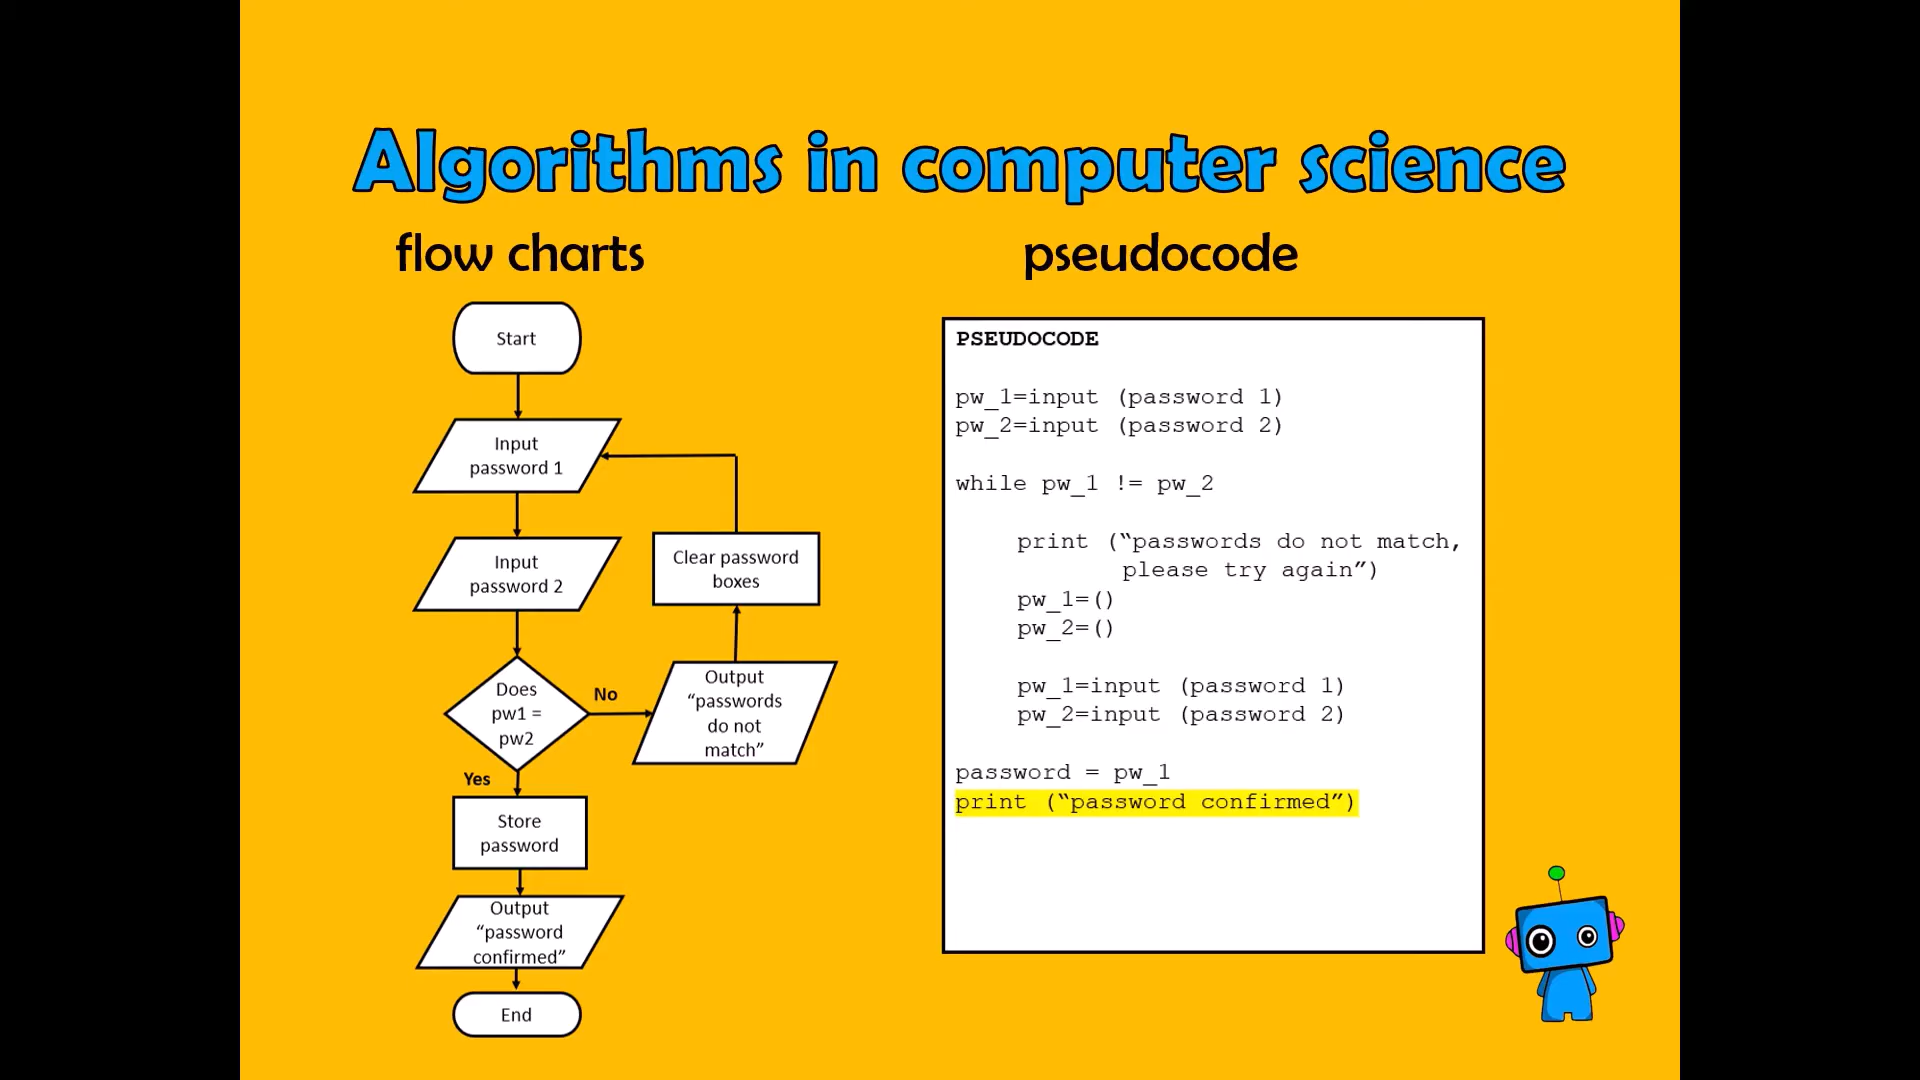 Algorithms in computer science
flow charts
pseudocode
Start
Input
password 1
Input
password 2
Does
pw1 =
pw2
No
Output
“passwords
do not
match”
Clear password
boxes
Yes
Store
password
Output
“password
confirmed”
End
PSEUDOCODE
pw_1=input (password 1)
pw_2=input (password 2)
while pw_1 != pw_2
print (“passwords do not match,
please try again”)
pw_1=()
pw_2=()
pw_1=input (password 1)
pw_2=input (password 2)
password = pw_1
print (“password confirmed”)